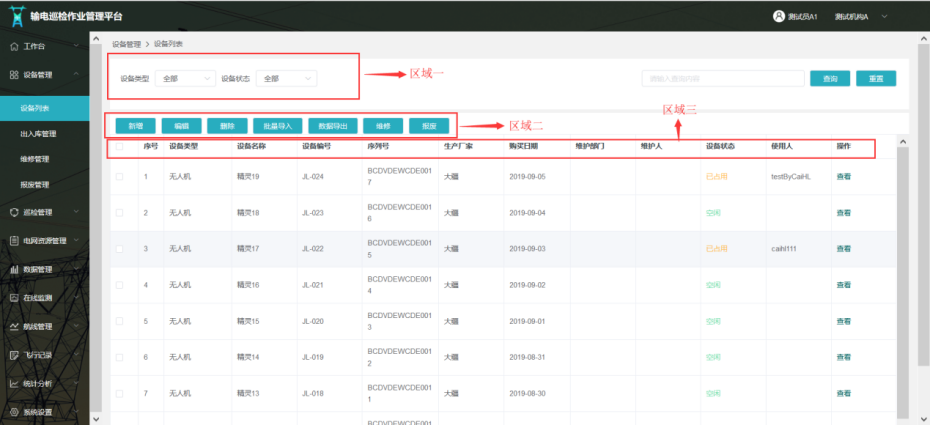 输电巡检作业管理平台
测试员A1 测试机构A
工作台
设备管理
设备列表
出入库管理
维修管理
报废管理
巡检管理
电网资源管理
数据管理
在线监测
航线管理
飞行记录
统计分析
系统设置
设备管理 > 设备列表
设备类型 全部 设备状态 全部 区域一 请输入查询内容 查询 重置
区域三
新增 编辑 删除 批量导入 数据导出 维修 报废 区域二
序号 设备类型 设备名称 设备编号 序列号 生产厂家 购买日期 维护部门 维护人 设备状态 使用人 操作
1 无人机 精灵19 JL-024 BCDVDEWCDE001
7 大疆 2019-09-05 已占用 testByCaiHL 查看
2 无人机 精灵18 JL-023 BCDVDEWCDE001
6 大疆 2019-09-04 空闲 查看
3 无人机 精灵17 JL-022 BCDVDEWCDE001
5 大疆 2019-09-03 已占用 caihl111 查看
4 无人机 精灵16 JL-021 BCDVDEWCDE001
4 大疆 2019-09-02 空闲 查看
5 无人机 精灵15 JL-020 BCDVDEWCDE001
3 大疆 2019-09-01 空闲 查看
6 无人机 精灵14 JL-019 BCDVDEWCDE001
2 大疆 2019-08-31 空闲 查看
7 无人机 精灵13 JL-018 BCDVDEWCDE001
1 大疆 2019-08-30 空闲 查看
BCDVDEWCDE001